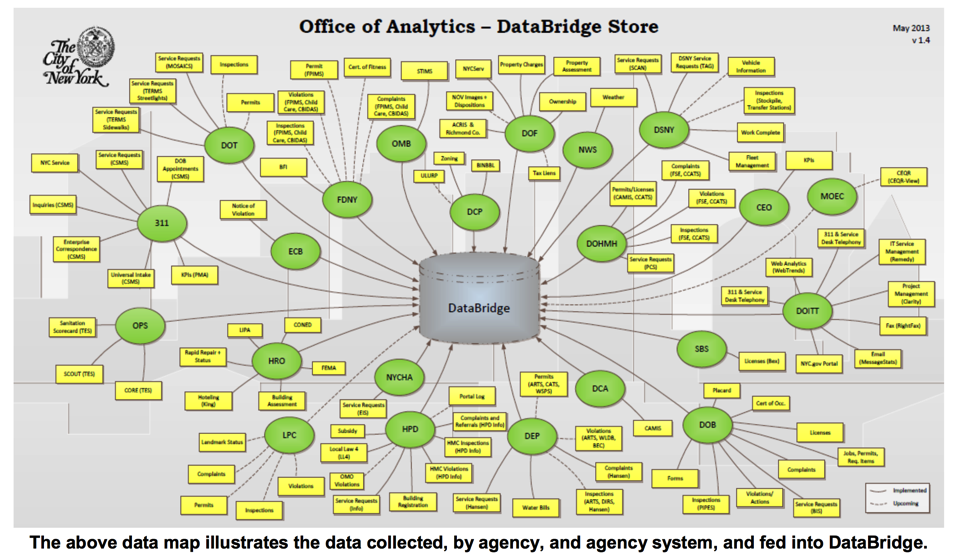 Office of Analytics – DataBridge Store
May 2013
v 1.4
The
City
of
New York
Service Requests
(MOSAICS)
Inspections
Service Requests
(TERMS
Streetlights)
Permits
Service Requests
(TERMS
Sidewalks)
DOT
Permit
(FPIMS)
Cert. of Fitness
Violations
(FPIMS, Child
Care, CBIDAS)
Complaints
(FPIMS, Child
Care, CBIDAS)
Inspections
(FPIMS, Child
Care, CBIDAS)
BFI
FDNY
STIMS
OMB
NYCServ
Property Charges
Property
Assessment
NOV Images +
Dispositions
Ownership
ACRIS &
Richmond Co.
DOF
Tax Liens
Weather
NWS
Zoning
BINBBL
ULURP
DCP
Service Requests
(SCAN)
DSNY Service
Requests (TAG)
Vehicle
Information
Inspections
(Stockpile,
Transfer Stations)
Work Complete
Fleet
Management
DSNY
KPIs
CEO
CEQR
(CEQR-View)
MOEC
Complaints
(FSE, CCATS)
Permits/Licenses
(CAMIS, CCATS)
Violations
(FSE, CCATS)
Inspections
(FSE, CCATS)
Service Requests
(PCS)
DOHMH
NYC Service
Service Requests
(CSMS)
DOB
Appointments
(CSMS)
Inquiries (CSMS)
311
Enterprise
Correspondence
(CSMS)
Universal Intake
(CSMS)
KPIs (PMA)
Notice of
Violation
ECB
DataBridge
311 & Service
Desk Telephony
IT Service
Management
(Remedy)
Web Analytics
(WebTrends)
311 & Service
Desk Telephony
Project
Management
(Clarity)
DOITT
Fax (RightFax)
NYC.gov Portal
Email
(MessageStats)
Sanitation
Scorecard (TES)
OPS
SCOUT (TES)
CORE (TES)
LIPA
CONED
Rapid Repair +
Status
HRO
FEMA
Hoteling
(King)
Building
Assessment
NYCHA
Service Requests
(EIS)
SBS
Licenses (Bex)
DCA
CAMIS
Permits
(ARTS, CATS,
WSPS)
DEP
Violations
(ARTS, WLDB,
BEC)
Complaints
(Hansen)
Inspections
(ARTS, DIRS,
Hansen)
Water Bills
Service Requests
(Hansen)
Portal Log
Subsidy
HPD
Complaints and
Referrals (HPD Info)
Local Law 4
(LL4)
HMC Inspections
(HPD Info)
OMO
Violations
HMC Violations
(HPD Info)
Service Requests
(Info)
Building
Registration
LPC
Landmark Status
Complaints
Permits
Inspections
Violations
Placard
Cert of Occ.
DOB
Licenses
Jobs, Permits,
Req. Items
Complaints
Forms
Inspections
(PIPES)
Violations/
Actions
Service Requests
(BIS)
Implemented
Upcoming
The above data map illustrates the data collected, by agency, and agency system, and fed into DataBridge.